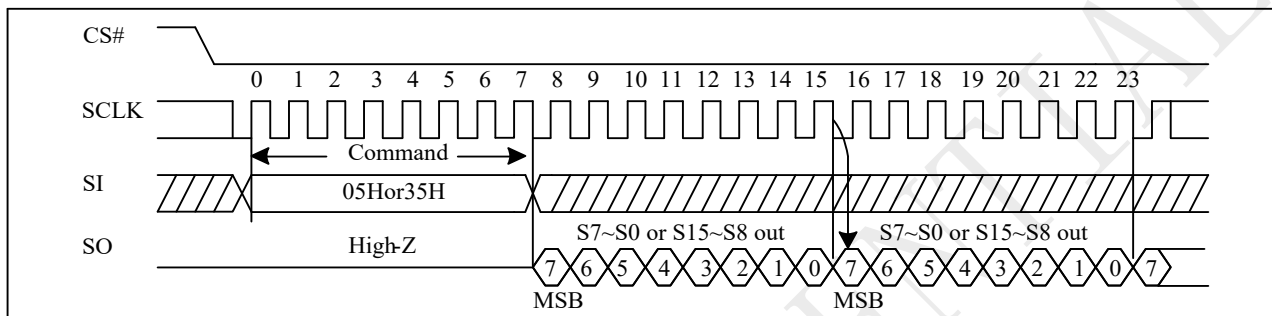 CS#
0 1 2 3 4 5 6 7 8 9 10 11 12 13 14 15 16 17 18 19 20 21 22 23
SCLK
Command
SI
05Hor35H
S7~S0 or S15~S8 out S7~S0 or S15~S8 out
SO
High-Z
7 6 5 4 3 2 1 0 7 6 5 4 3 2 1 0 7
MSB MSB
NTIAL